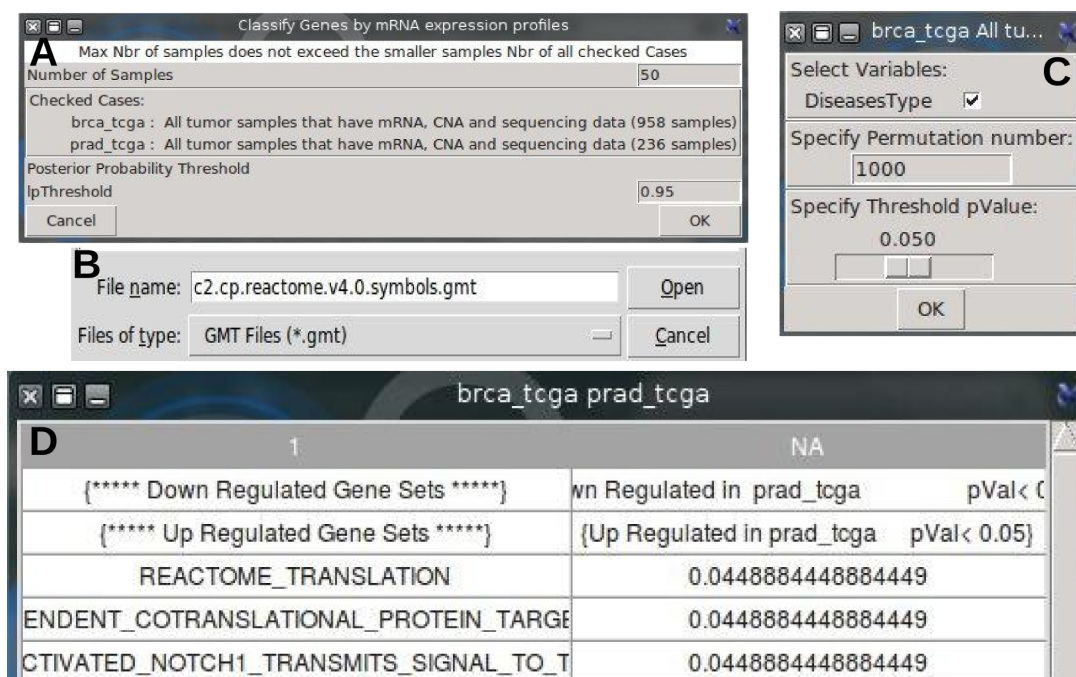 Classify Genes by mRNA expression profiles
A
Max Nbr of samples does not exceed the smaller samples Nbr of all checked Cases
Number of Samples 50
Checked Cases:
brca_tcga : All tumor samples that have mRNA, CNA and sequencing data (958 samples)
prad_tcga : All tumor samples that have mRNA, CNA and sequencing data (236 samples)
Posterior Probability Threshold
lpThreshold 0.95
Cancel OK
B
File name: c2.cp.reactome.v4.0.symbols.gmt Open
Files of type: GMT Files (*.gmt) Cancel
brca_tcga All tu...
C
Select Variables:
DiseasesType
Specify Permutation number:
1000
Specify Threshold pValue:
0.050
OK
brca_tcga prad_tcga
D
1 NA
{***** Down Regulated Gene Sets *****} wn Regulated in prad_tcga pVal< 0
{***** Up Regulated Gene Sets *****} {Up Regulated in prad_tcga pVal< 0.05}
REACTOME_TRANSLATION 0.0448884448884449
ENDENT_COTRANSLATIONAL_PROTEIN_TARGE 0.0448884448884449
CTIVATED_NOTCH1_TRANSMITS_SIGNAL_TO_T 0.0448884448884449